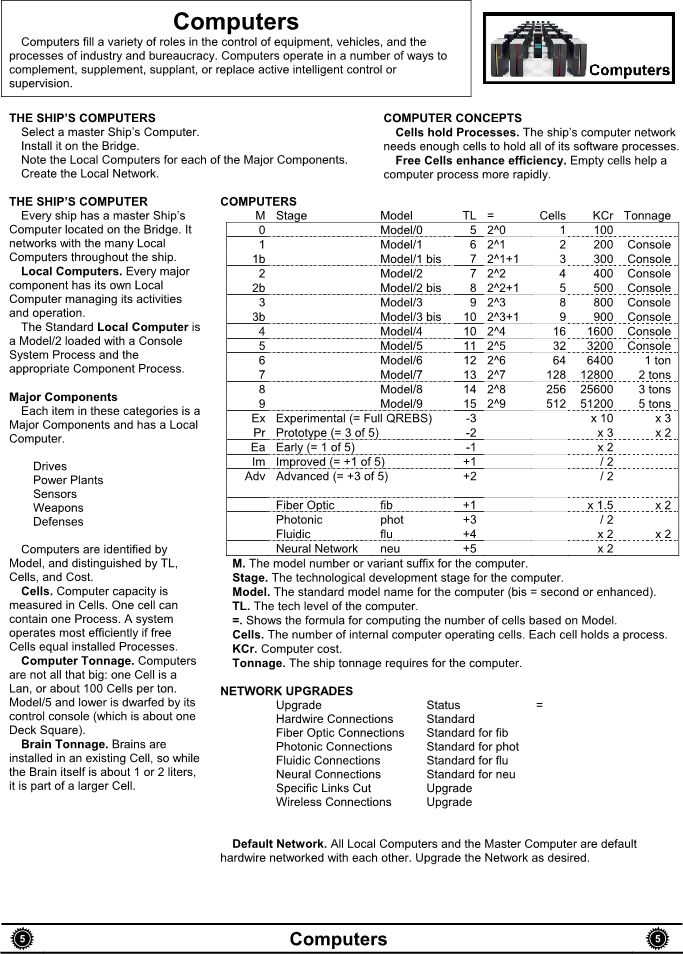 Computers
Computers fill a variety of roles in the control of equipment, vehicles, and the
processes of industry and bureaucracy. Computers operate in a number of ways to
complement, supplement, supplant, or replace active intelligent control or
supervision.
Computers
THE SHIP'S COMPUTERS
Select a master Ship's Computer.
Install it on the Bridge.
Note the Local Computers for each of the Major Components.
Create the Local Network.
COMPUTER CONCEPTS
Cells hold Processes. The ship's computer network
needs enough cells to hold all of its software processes.
Free Cells enhance efficiency. Empty cells help a
computer process more rapidly.
THE SHIP'S COMPUTER
Every ship has a master Ship's
Computer located on the Bridge. It
networks with the many Local
Computers throughout the ship.
Local Computers. Every major
component has its own Local
Computer managing its activities
and operation.
The Standard Local Computer is
a Model/2 loaded with a Console
System Process and the
appropriate Component Process.
Major Components
Each item in these categories is a
Major Components and has a Local
Computer.
Drives
Power Plants
Sensors
Weapons
Defenses
Computers are identified by
Model, and distinguished by TL,
Cells, and Cost.
Cells. Computer capacity is
measured in Cells. One cell can
contain one Process. A system
operates most efficiently if free
Cells equal installed Processes.
Computer Tonnage. Computers
are not all that big: one Cell is a
Lan, or about 100 Cells per ton.
Model/5 and lower is dwarfed by its
control console (which is about one
Deck Square).
Brain Tonnage. Brains are
installed in an existing Cell, so while
the Brain itself is about 1 or 2 liters,
it is part of a larger Cell.
COMPUTERS
M Stage Model TL = Cells KCr Tonnage
0 Model/0 5 2^0 1 100
1 Model/1 6 2^1 2 200 Console
1b Model/1 bis 7 2^1+1 3 300 Console
2 Model/2 7 2^2 4 400 Console
2b Model/2 bis 8 2^2+1 5 500 Console
3 Model/3 9 2^3 8 800 Console
3b Model/3 bis 10 2^3+1 9 900 Console
4 Model/4 10 2^4 16 1600 Console
5 Model/5 11 2^5 32 3200 Console
6 Model/6 12 2^6 64 6400 1 ton
7 Model/7 13 2^7 128 12800 2 tons
8 Model/8 14 2^8 256 25600 3 tons
9 Model/9 15 2^9 512 51200 5 tons
Ex Experimental (= Full QREBS) -3 x 10 x 3
Pr Prototype (= 3 of 5) -2 x 3 x 2
Ea Early (= 1 of 5) -1 x 2
Im Improved (= +1 of 5) +1 / 2
Adv Advanced (= +3 of 5) +2 / 2
Fiber Optic fib +1 x 1.5 x 2
Photonic phot +3 / 2
Fluidic flu +4 x 2 x 2
Neural Network neu +5 x 2
M. The model number or variant suffix for the computer.
Stage. The technological development stage for the computer.
Model. The standard model name for the computer (bis = second or enhanced).
TL. The tech level of the computer.
=. Shows the formula for computing the number of cells based on Model.
Cells. The number of internal computer operating cells. Each cell holds a process.
KCr. Computer cost.
Tonnage. The ship tonnage requires for the computer.
NETWORK UPGRADES
Upgrade Status =
Hardwire Connections Standard
Fiber Optic Connections Standard for fib
Photonic Connections Standard for phot
Fluidic Connections Standard for flu
Neural Connections Standard for neu
Specific Links Cut Upgrade
Wireless Connections Upgrade
Default Network. All Local Computers and the Master Computer are default
hardwire networked with each other. Upgrade the Network as desired.
5 Computers 5